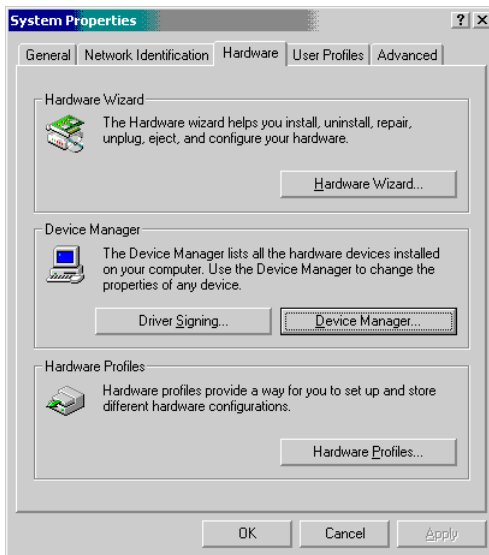 System Properties
? X
General Network Identification Hardware User Profiles Advanced
Hardware Wizard
The Hardware wizard helps you install, uninstall, repair,
unplug, eject, and configure your hardware.
Hardware Wizard...
Device Manager
The Device Manager lists all the hardware devices installed
on your computer. Use the Device Manager to change the
properties of any device.
Driver Signing... Device Manager...
Hardware Profiles
Hardware profiles provide a way for you to set up and store
different hardware configurations.
Hardware Profiles...
OK Cancel Apply